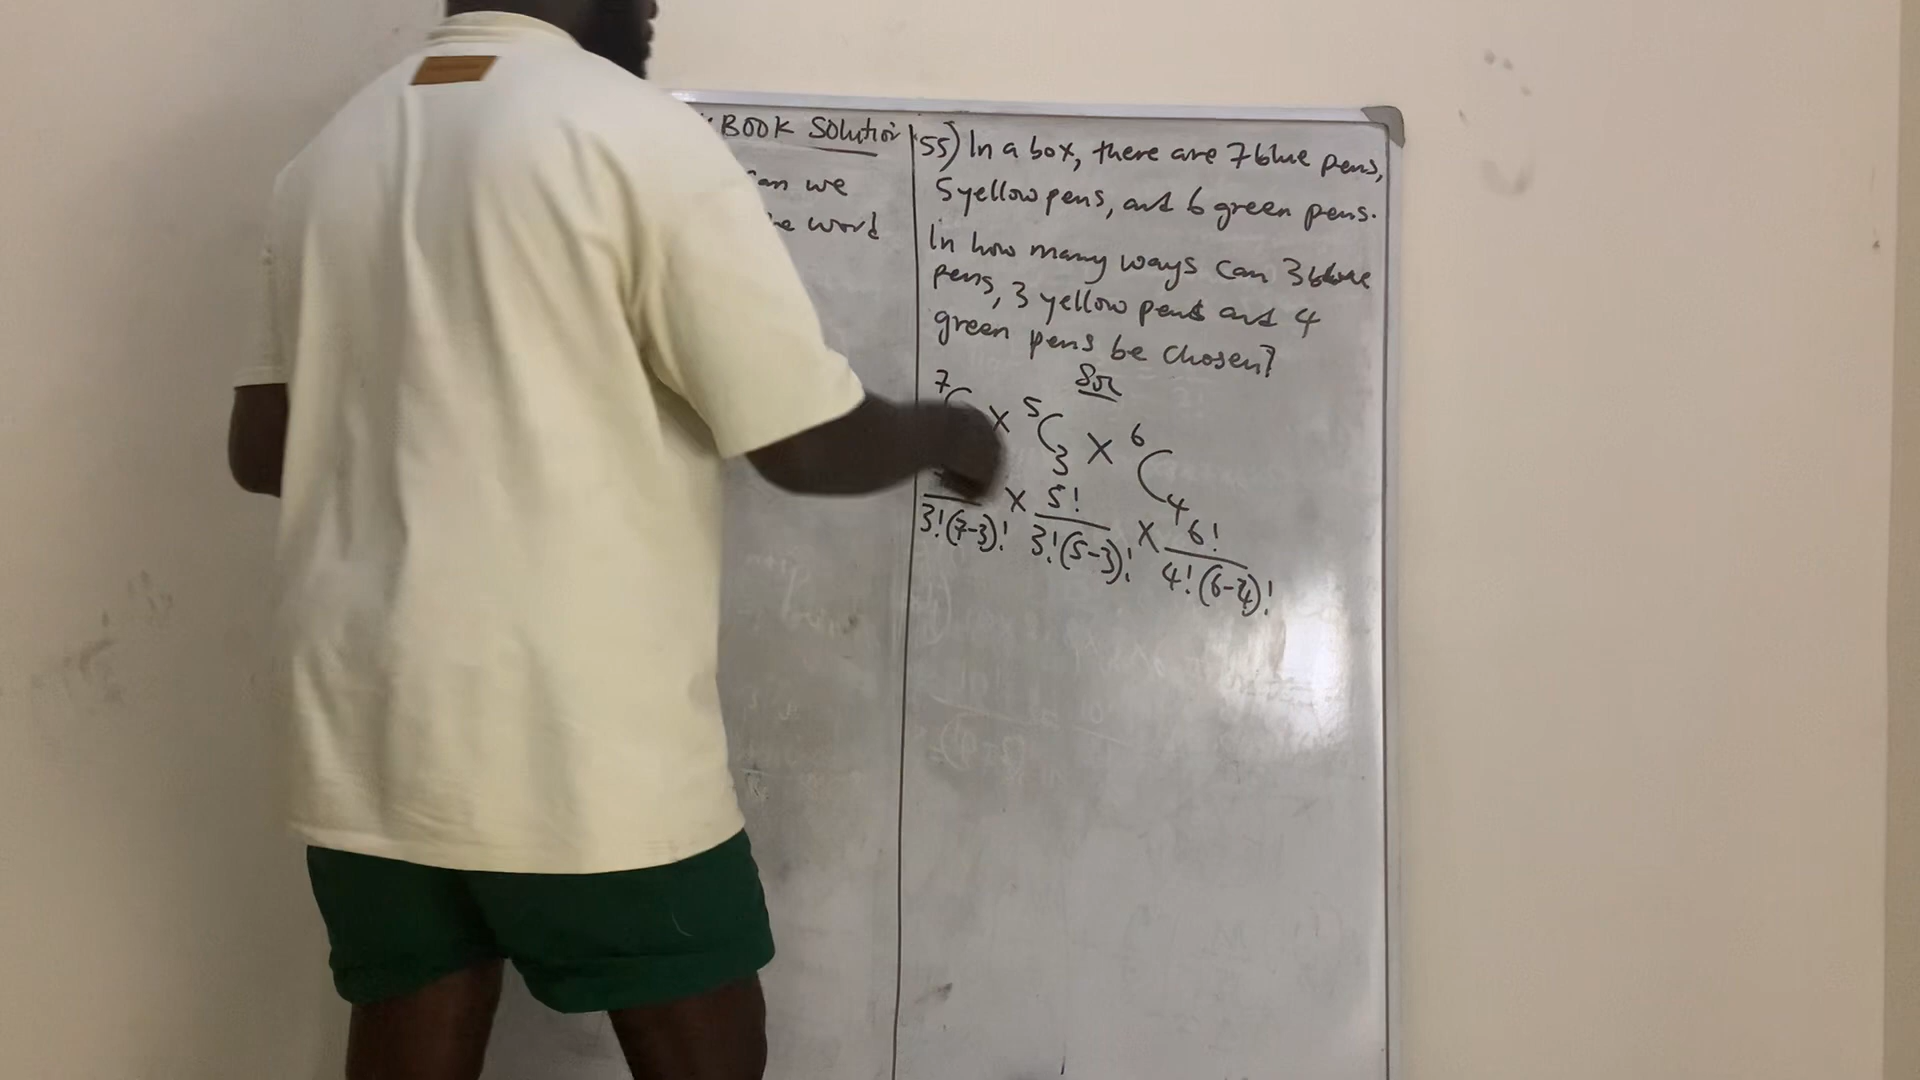 BOOK Solution
can we
word
55) In a box, there are 7 blue pens,
5 yellow pens, and 6 green pens.
In how many ways can 3 blue
pens, 3 yellow pens and 4
green pens be chosen?
Sol
7C × 5C3 × 6C4
× 5! × 6!
3!(7-3)! 3!(5-3)! 4!(6-4)!